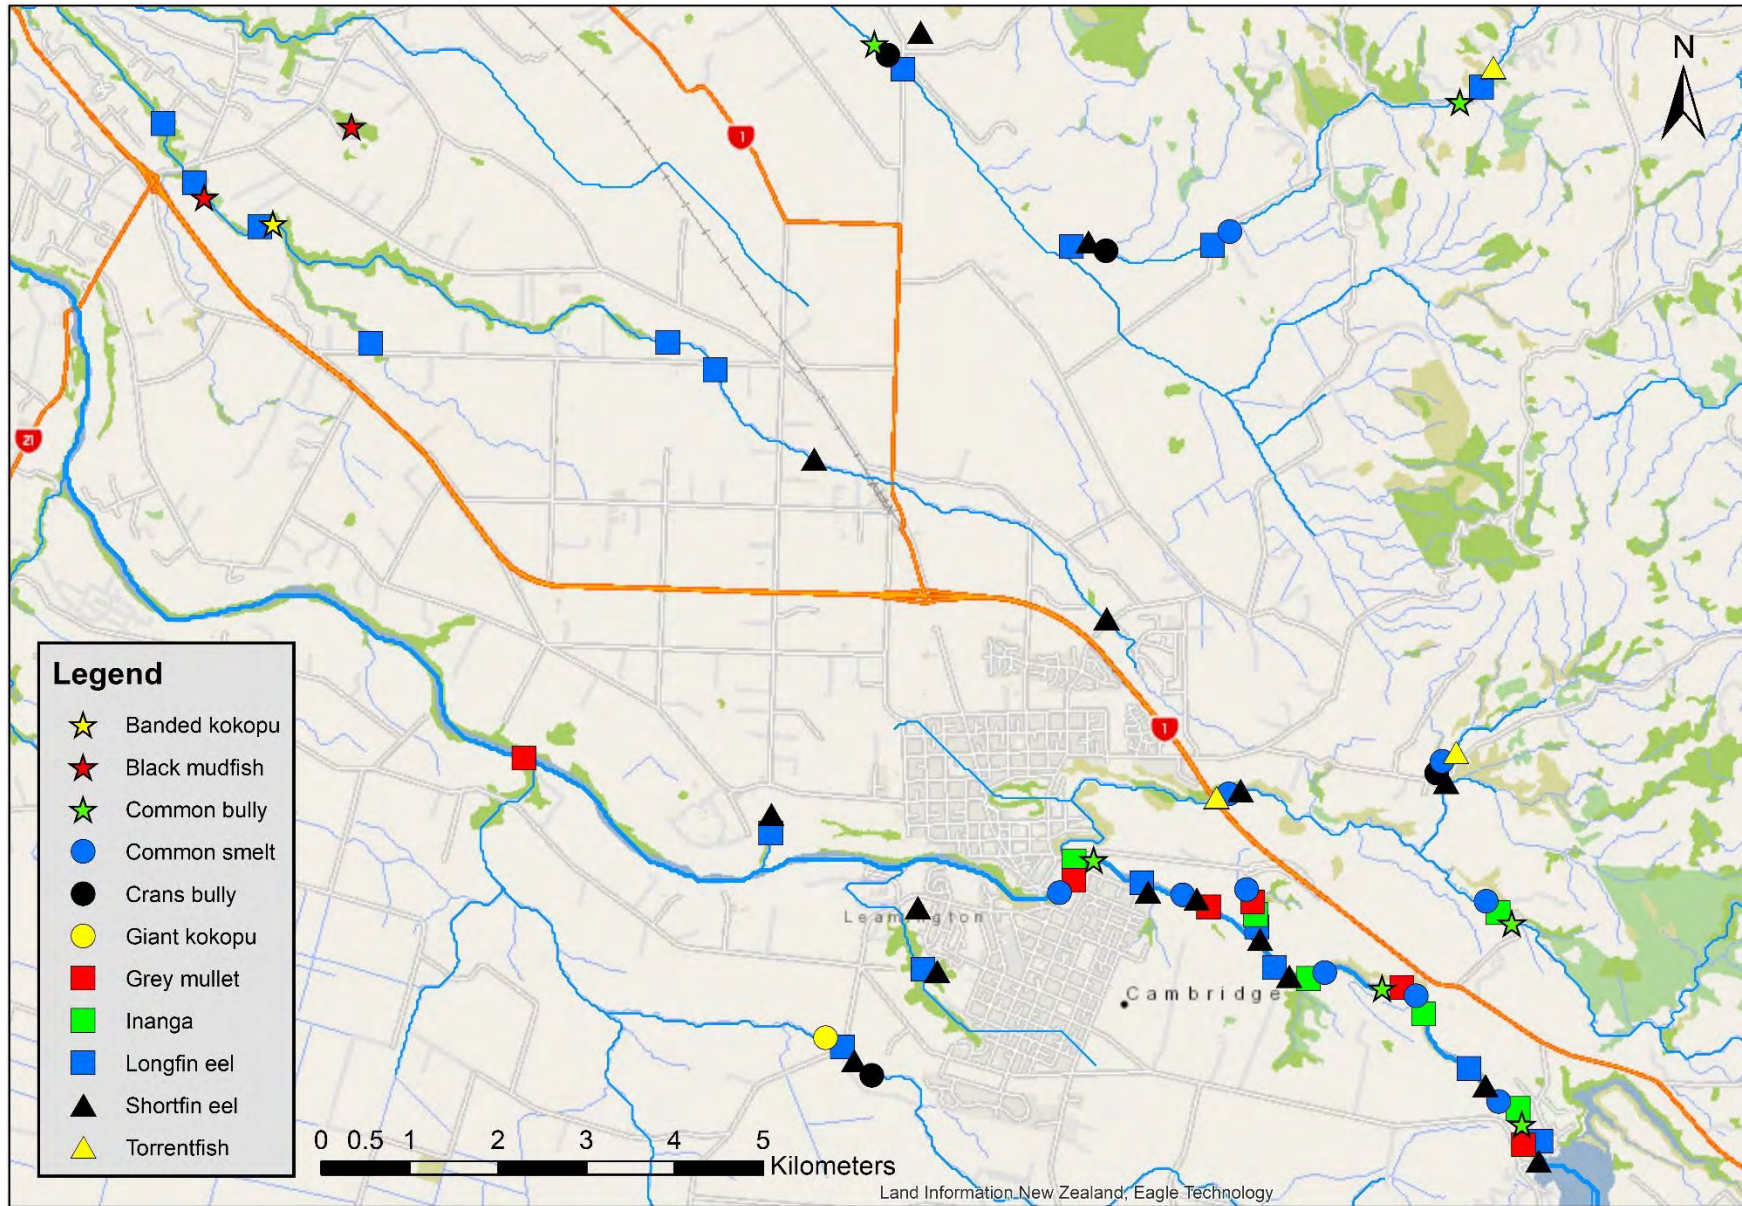 N
1
21
1
Leamington
Cambridge
Legend
Banded kokopu
Black mudfish
Common bully
Common smelt
Crans bully
Giant kokopu
Grey mullet
Inanga
Longfin eel
Shortfin eel
Torrentfish
0 0.5 1 2 3 4 5
Kilometers
Land Information New Zealand, Eagle Technology